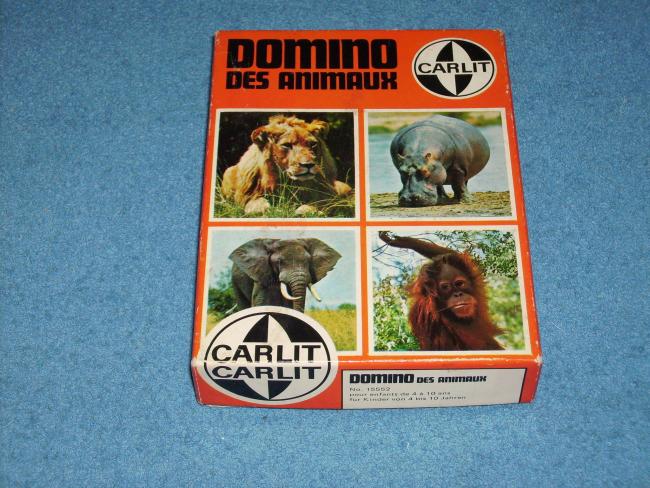 DOMINO
DES ANIMAUX
CARLIT
CARLIT
CARLIT
DOMINO DES ANIMAUX
No. 15552
pour enfants de 4 à 10 ans
für Kinder von 4 bis 10 Jahren